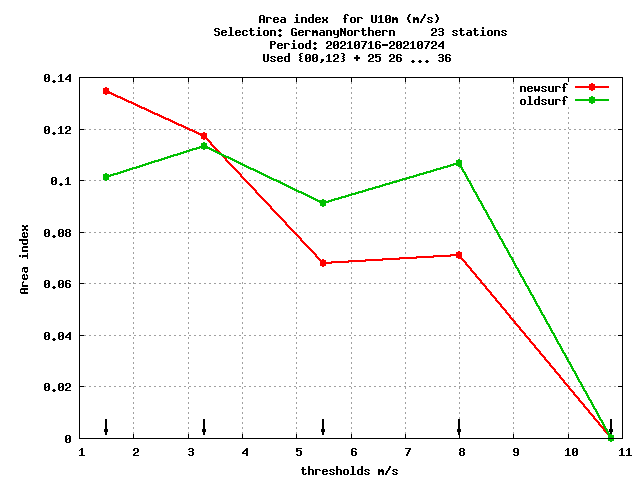 Area index  for U10m (m/s)
Selection: GermanyNorthern     23 stations
Period: 20210716-20210724
Used {00,12} + 25 26 ... 36
newsurf
oldsurf
0.14
0.12
0.1
0.08
0.06
0.04
0.02
0
Area index
1 2 3 4 5 6 7 8 9 10 11
thresholds m/s